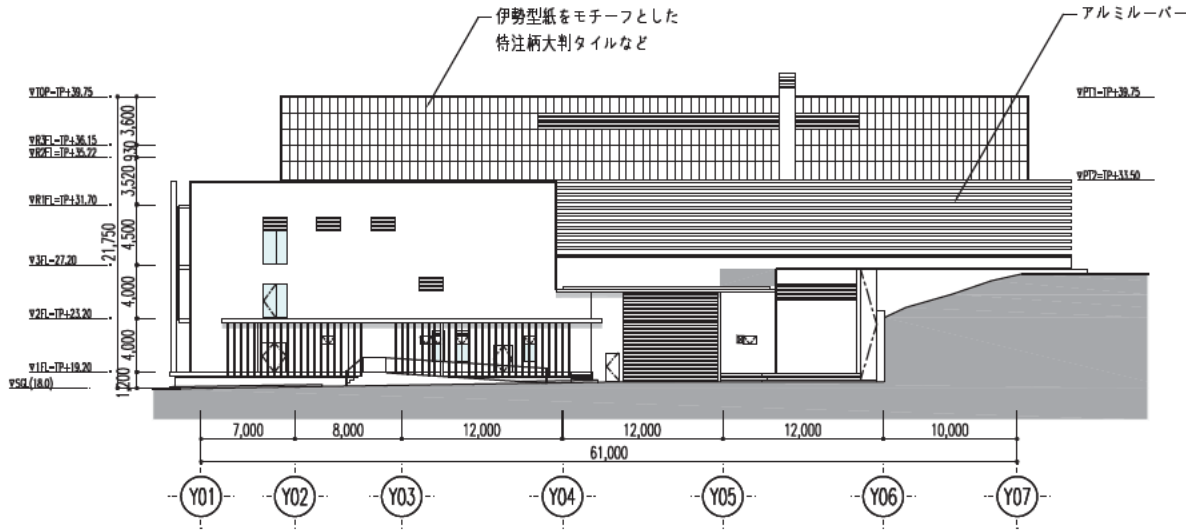 伊勢型紙をモチーフとした
特注柄大判タイルなど
アルミルーバー
▽TOP=TP+39.75
▽R3FL=TP+36.15
▽R2FL=TP+35.22
▽R1FL=TP+31.70
▽3FL=27.20
▽2FL=TP+23.20
▽1FL=TP+19.20
▽SGL(18.0)
3,600
930
3,520
4,500
4,000
4,000
1,200
21,750
▽PT1=TP+39.75
▽PT2=TP+33.50
7,000 8,000 12,000 12,000 12,000 10,000
61,000
Y01 Y02 Y03 Y04 Y05 Y06 Y07